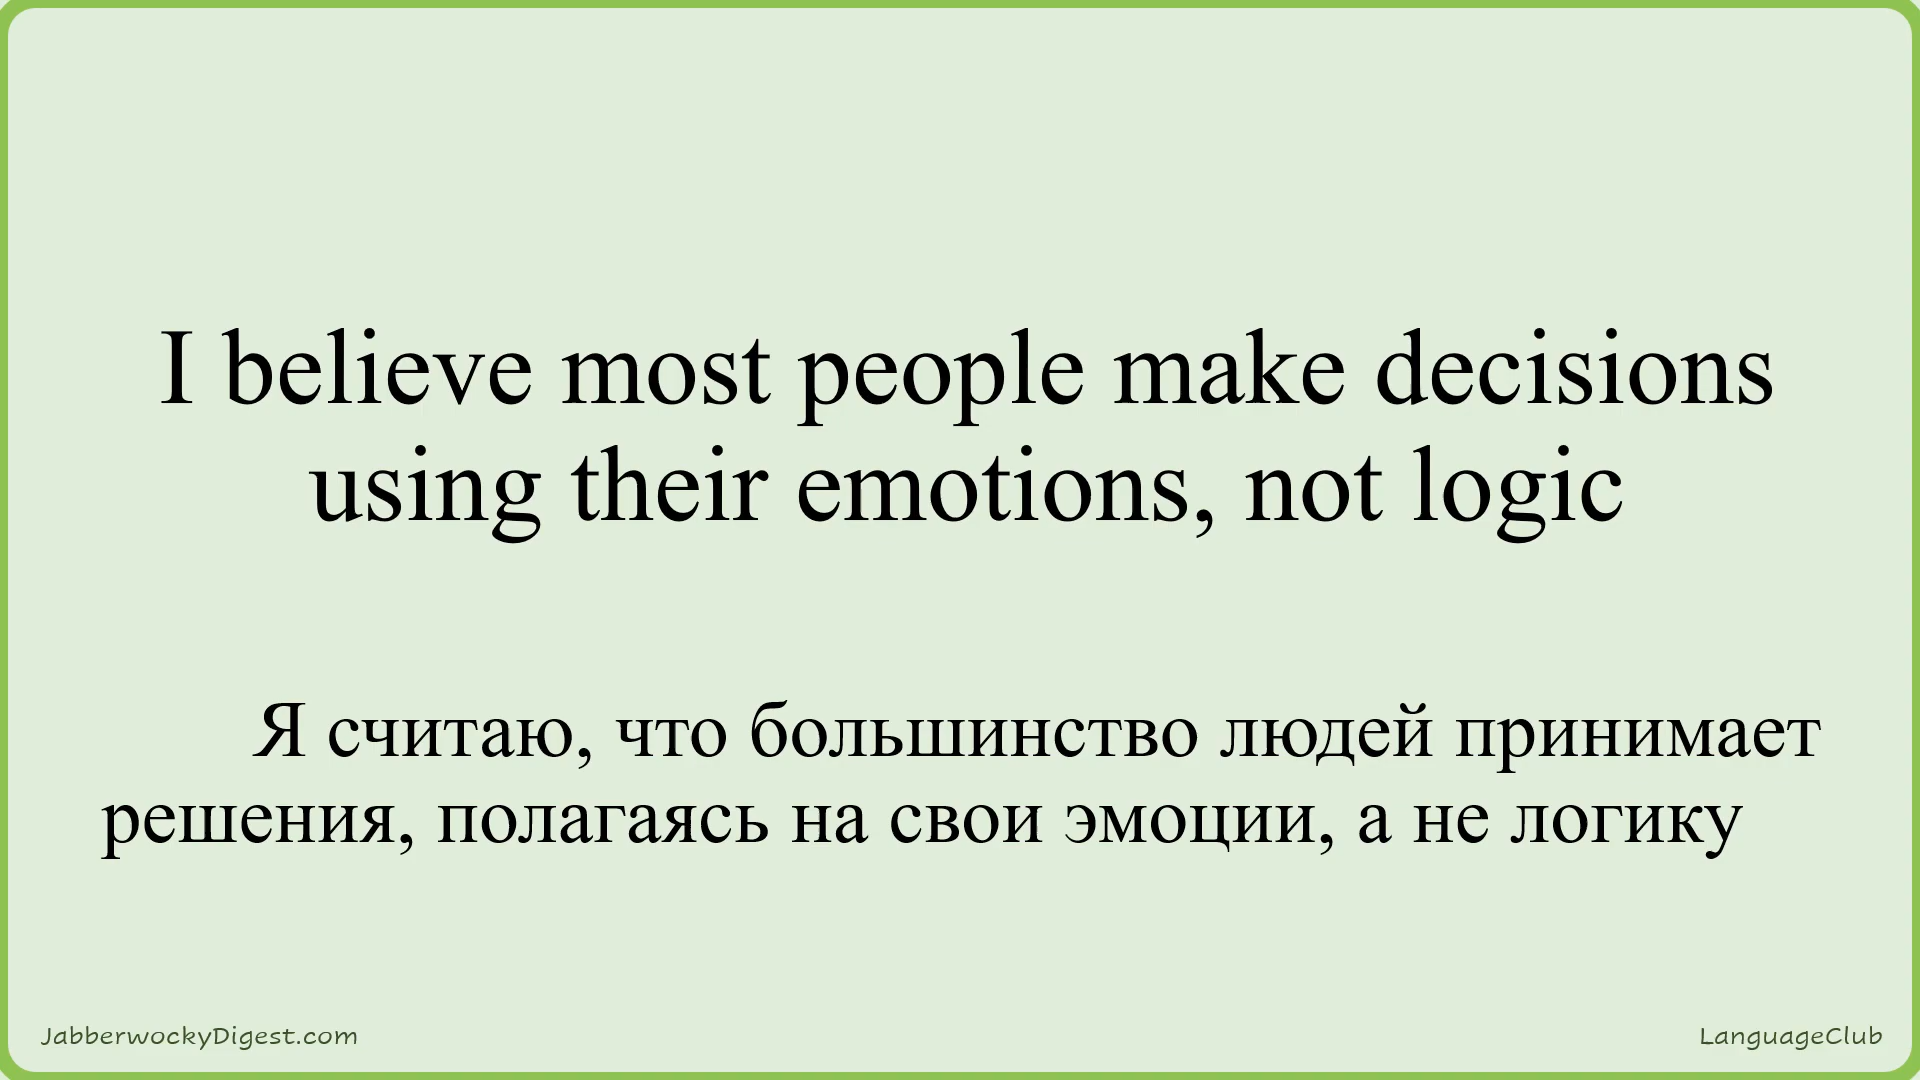 I believe most people make decisions
using their emotions, not logic
Я считаю, что большинство людей принимает
решения, полагаясь на свои эмоции, а не логику
JabberwockyDigest.com
LanguageClub